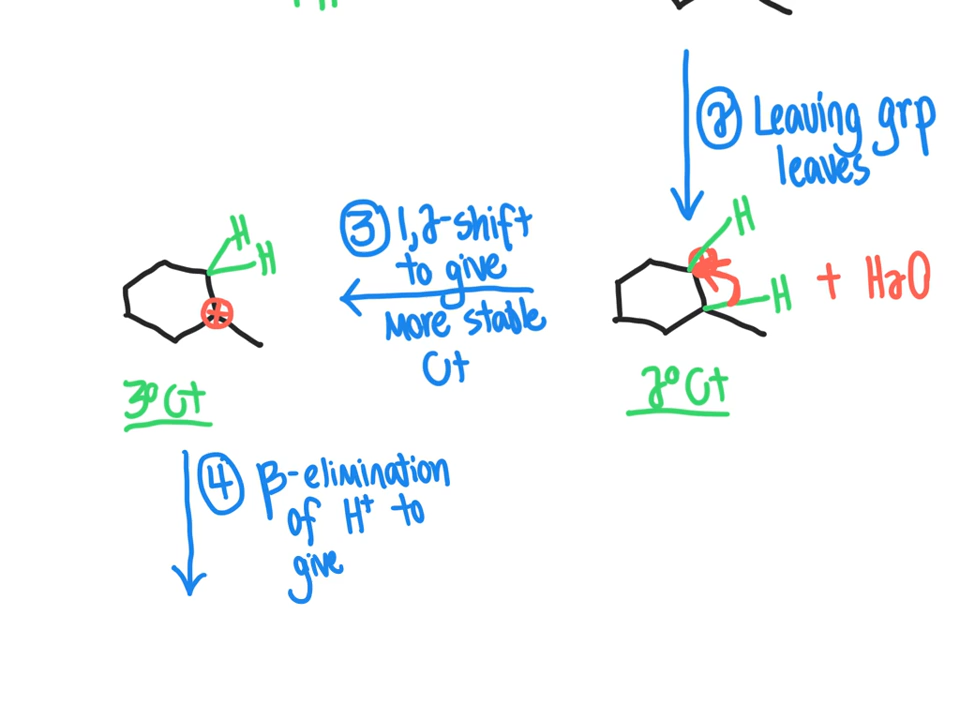 ② Leaving grp
leaves
H
H
③ 1,2-shift
to give
More stable
C+
H
H
⊕
+ H2O
3° C+
2° C+
④ β-elimination
of H+ to
give